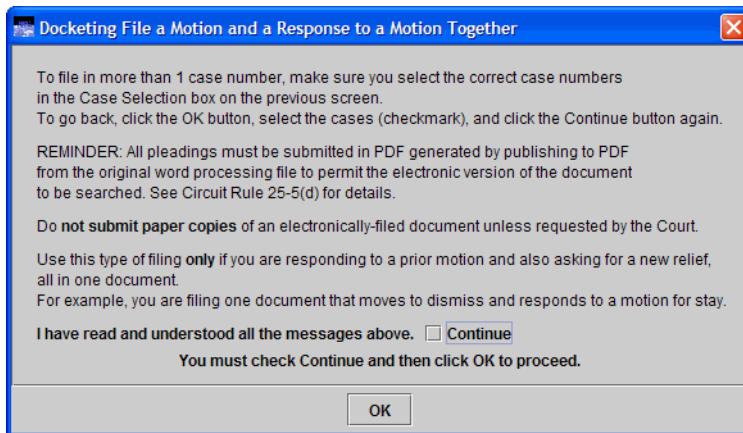 Docketing File a Motion and a Response to a Motion Together
To file in more than 1 case number, make sure you select the correct case numbers
in the Case Selection box on the previous screen.
To go back, click the OK button, select the cases (checkmark), and click the Continue button again.
REMINDER: All pleadings must be submitted in PDF generated by publishing to PDF
from the original word processing file to permit the electronic version of the document
to be searched. See Circuit Rule 25-5(d) for details.
Do not submit paper copies of an electronically-filed document unless requested by the Court.
Use this type of filing only if you are responding to a prior motion and also asking for a new relief,
all in one document.
For example, you are filing one document that moves to dismiss and responds to a motion for stay.
I have read and understood all the messages above. Continue
You must check Continue and then click OK to proceed.
OK